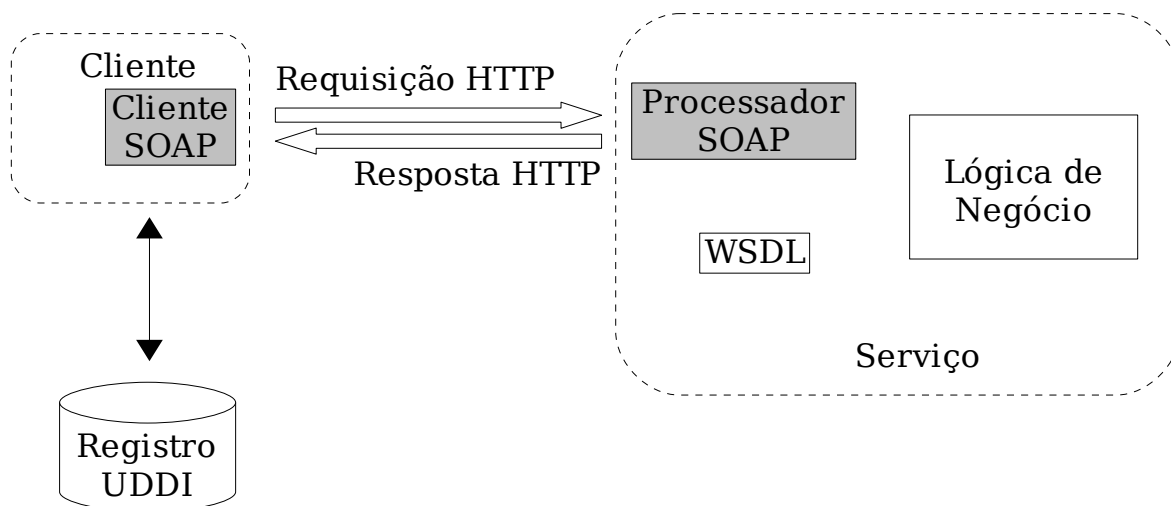 Cliente
Cliente
SOAP
Requisição HTTP
Resposta HTTP
Processador
SOAP
Lógica de
Negócio
WSDL
Serviço
Registro
UDDI